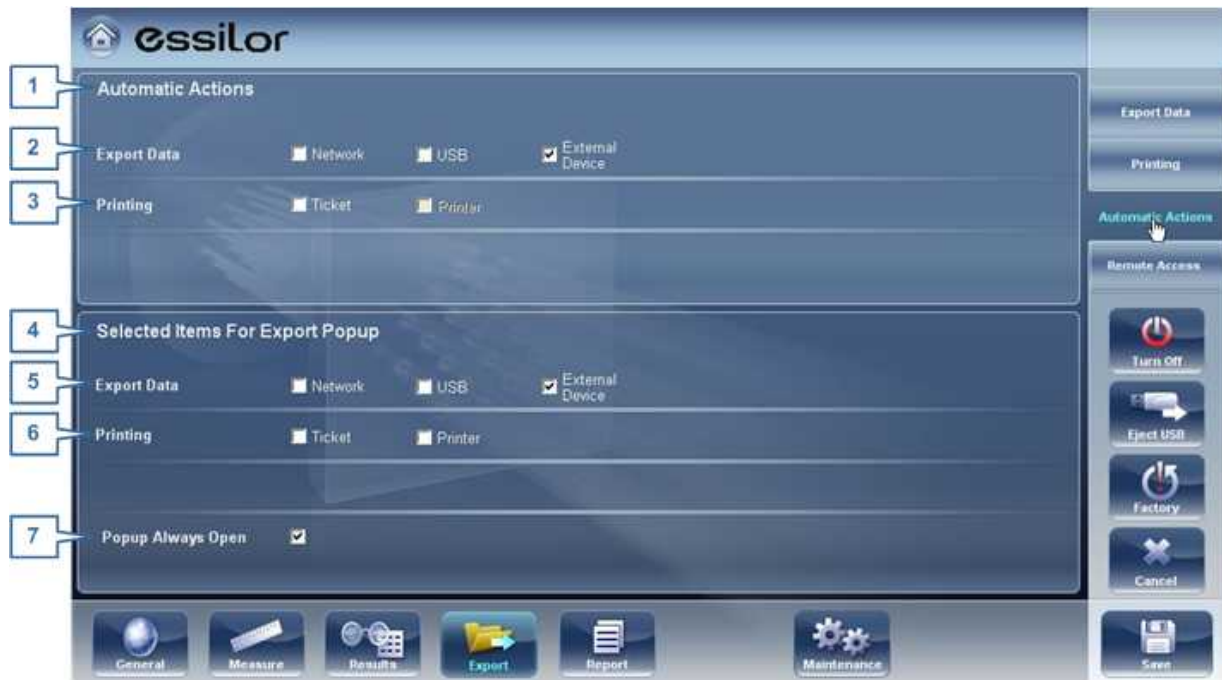 essilor
1
Automatic Actions
2
Export Data
Network
USB
External
Device
3
Printing
Ticket
Printer
4
Selected Items For Export Popup
5
Export Data
Network
USB
External
Device
6
Printing
Ticket
Printer
7
Popup Always Open
Export Data
Printing
Automatic Actions
Remote Access
Turn Off
Eject USB
Factory
Cancel
General
Measure
Results
Export
Report
Maintenance
Save